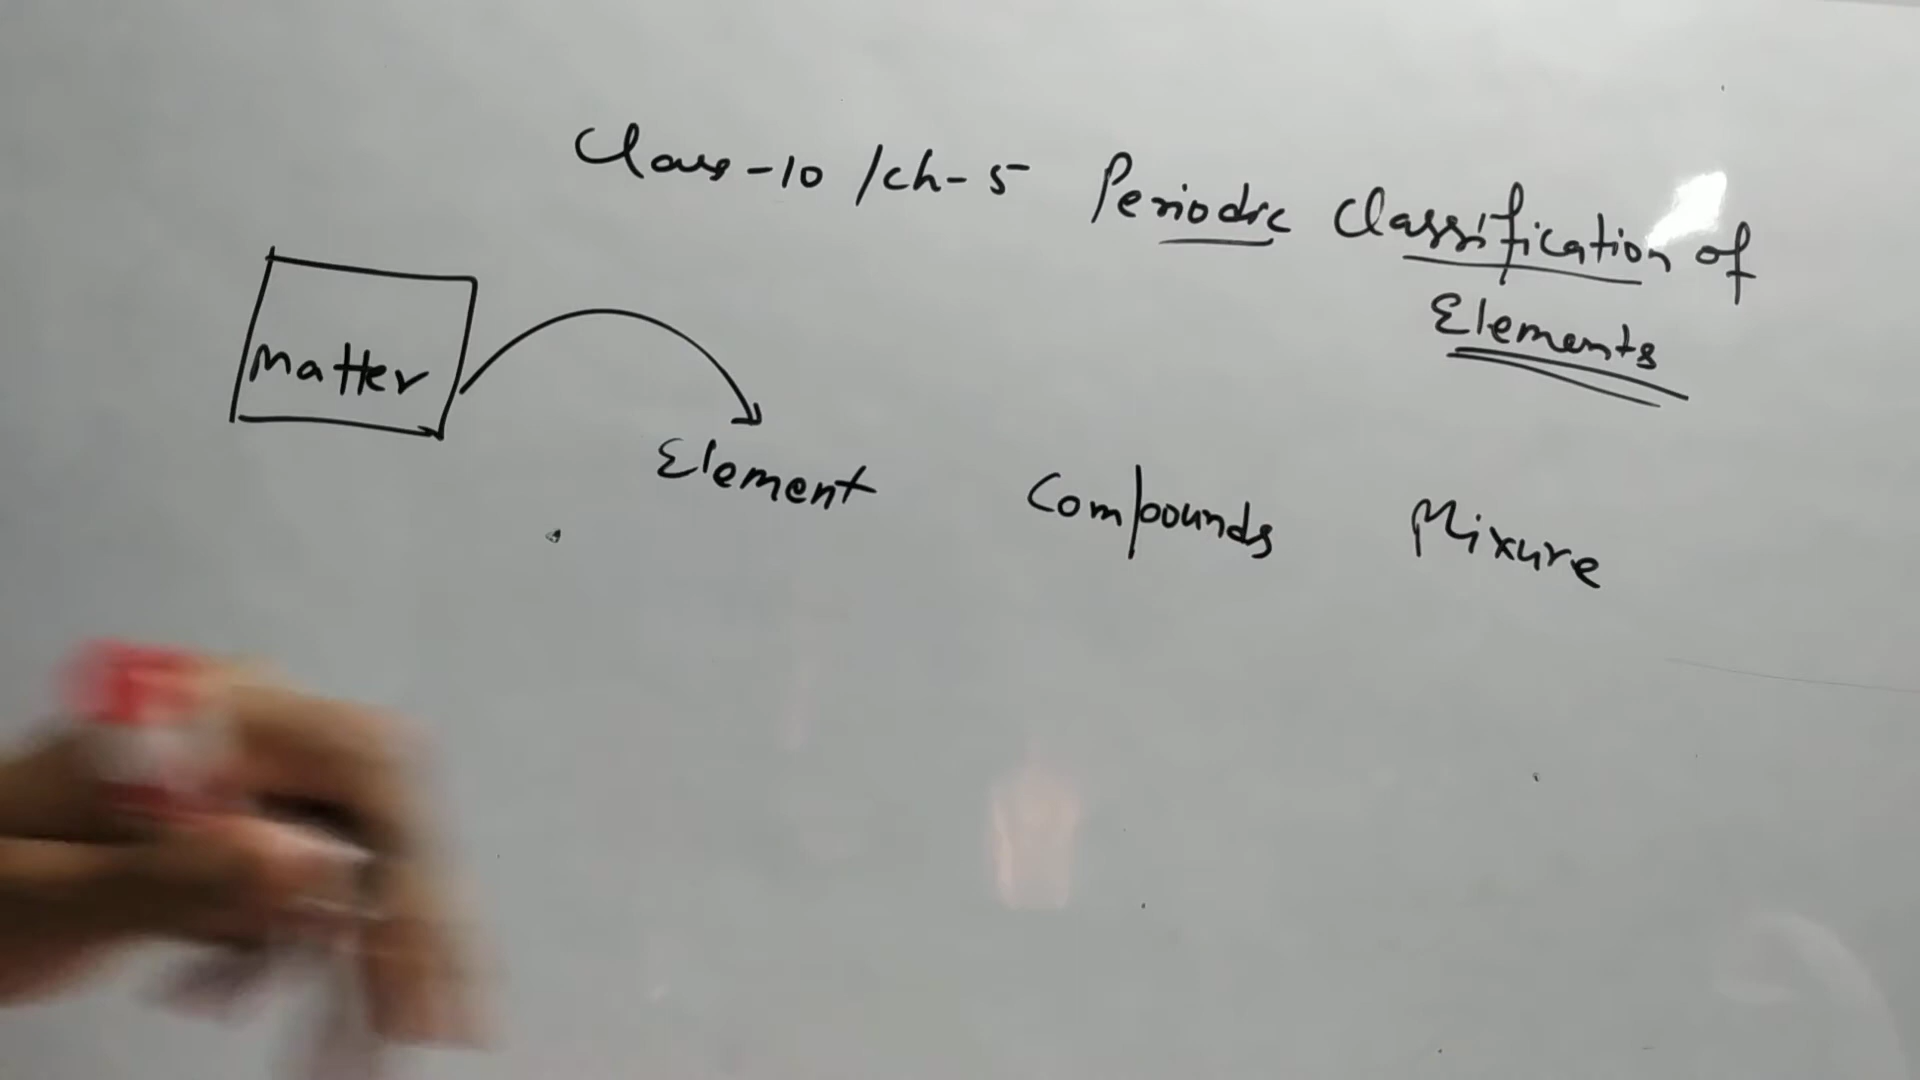 Class-10 /ch-5 Periodic Classification of
Elements
Matter
Element Compounds Mixure